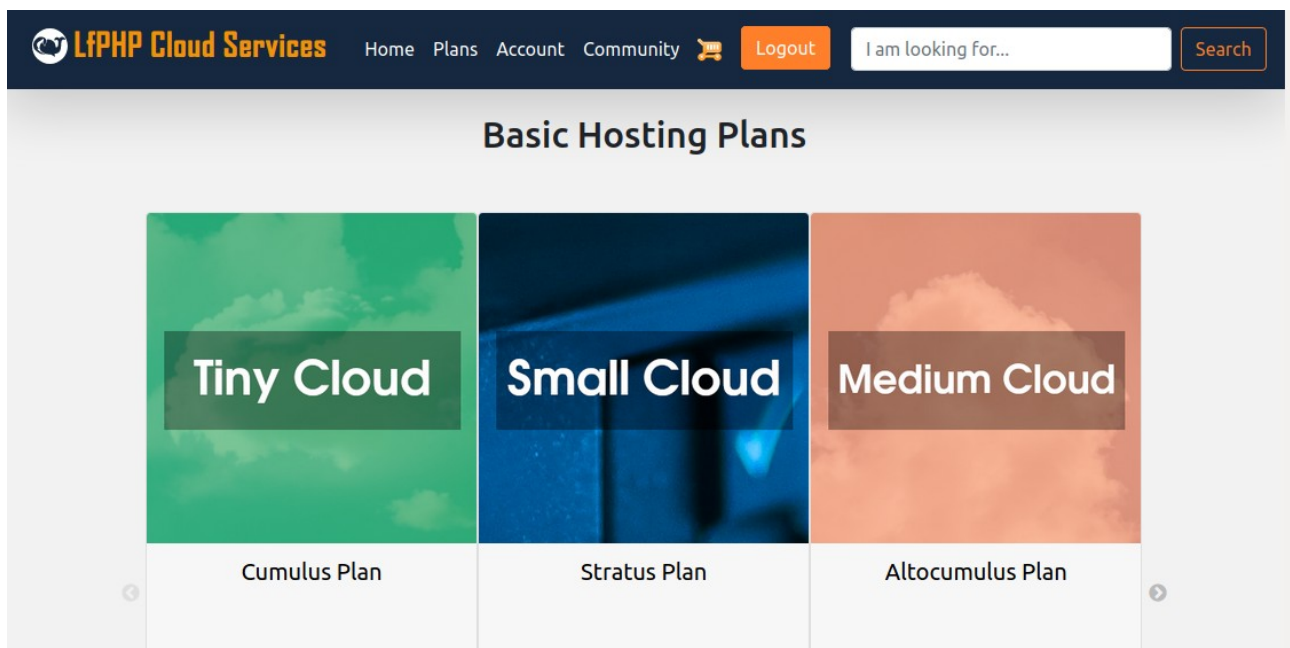 LfPHP Cloud Services Home Plans Account Community Logout I am looking for... Search
Basic Hosting Plans
Tiny Cloud Small Cloud Medium Cloud
Cumulus Plan Stratus Plan Altocumulus Plan